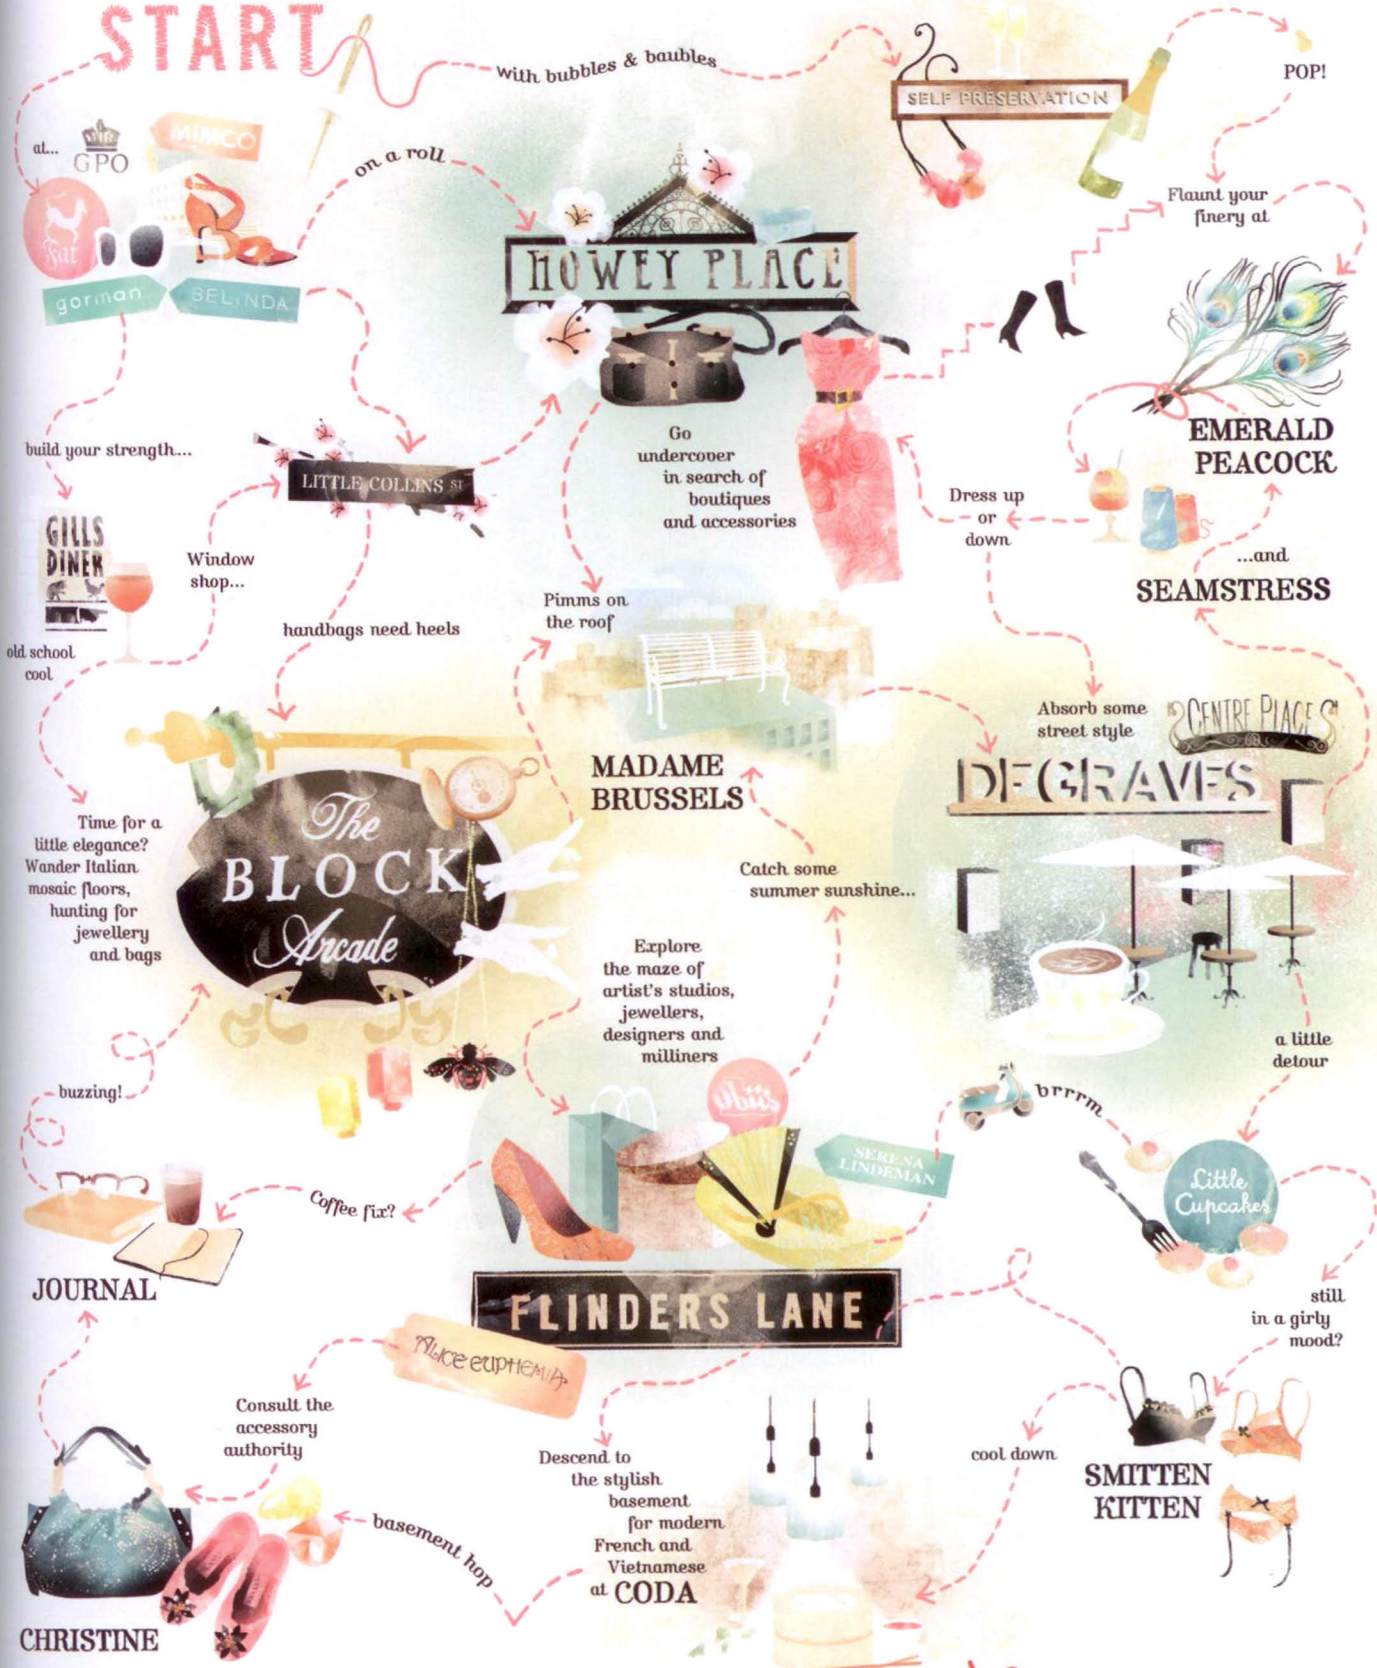 START
with bubbles & baubles
SELF PRESERVATION
POP!
at...
GPO
MIMCO
on a roll
Flaunt your
finery at
Fat
gorman
BELINDA
HOWEY PLACE
EMERALD
PEACOCK
build your strength...
LITTLE COLLINS ST
Go
undercover
in search of
boutiques
and accessories
Dress up
or
down
GILLS
DINER
Window
shop...
...and
SEAMSTRESS
old school
cool
handbags need heels
Pimms on
the roof
Absorb some
street style
CENTRE PLACE
DEGRAVES
MADAME
BRUSSELS
Time for a
little elegance?
Wander Italian
mosaic floors,
hunting for
jewellery
and bags
The
BLOCK
Arcade
Catch some
summer sunshine...
Explore
the maze of
artist's studios,
jewellers,
designers and
milliners
a little
detour
buzzing!
brrrm
SERENA
LINDEMAN
Little
Cupcakes
Coffee fix?
JOURNAL
FLINDERS LANE
ALICE EUPHEMIA
still
in a girly
mood?
Consult the
accessory
authority
Descend to
the stylish
basement
for modern
French and
Vietnamese
at CODA
cool down
SMITTEN
KITTEN
basement hop
CHRISTINE